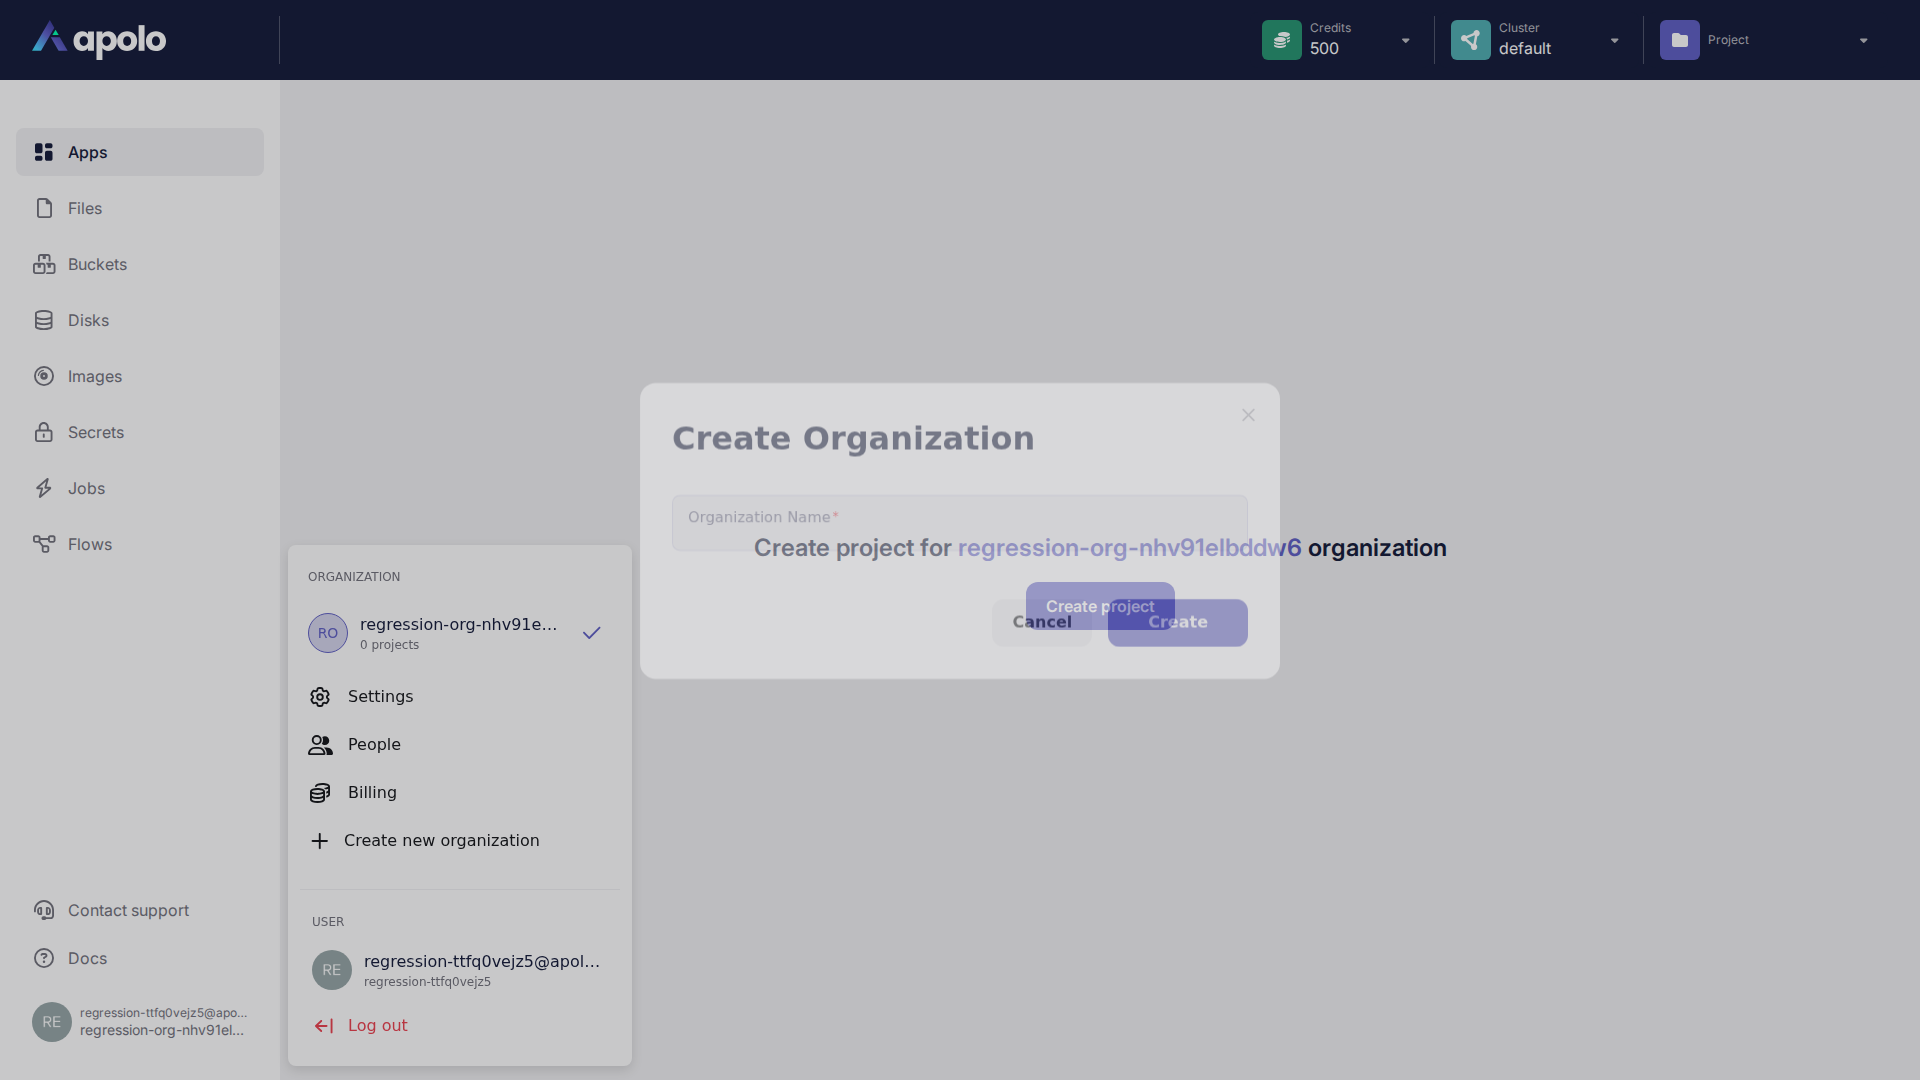 apolo
Credits
500
Cluster
default
Project
Apps
Files
Buckets
Disks
Images
Secrets
Jobs
Flows
Contact support
Docs
RE
regression-ttfq0vejz5@apo...
regression-org-nhv91el...
ORGANIZATION
RO
regression-org-nhv91e...
0 projects
Settings
People
Billing
Create new organization
USER
RE
regression-ttfq0vejz5@apol...
regression-ttfq0vejz5
Log out
Create Organization
Organization Name*
Create project for regression-org-nhv91elbddw6 organization
Create project
Cancel
Create